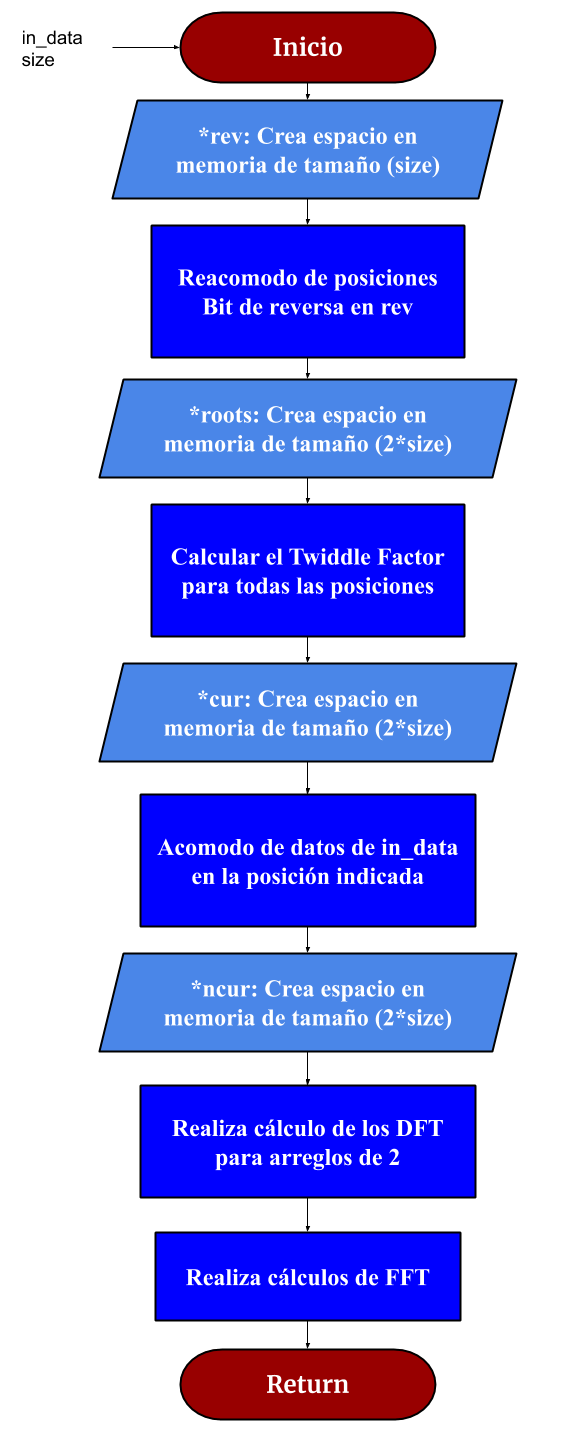 in_data
size
Inicio
*rev: Crea espacio en
memoria de tamaño (size)
Reacomodo de posiciones
Bit de reversa en rev
*roots: Crea espacio en
memoria de tamaño (2*size)
Calcular el Twiddle Factor
para todas las posiciones
*cur: Crea espacio en
memoria de tamaño (2*size)
Acomodo de datos de in_data
en la posición indicada
*ncur: Crea espacio en
memoria de tamaño (2*size)
Realiza cálculo de los DFT
para arreglos de 2
Realiza cálculos de FFT
Return